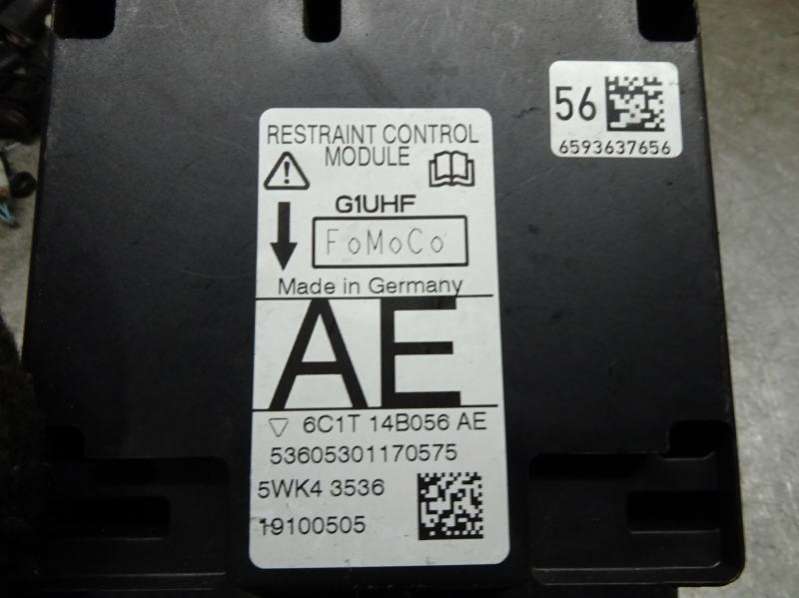 56
6593637656
RESTRAINT CONTROL
MODULE
G1UHF
FoMoCo
Made in Germany
AE
6C1T 14B056 AE
53605301170575
5WK4 3536
19100505